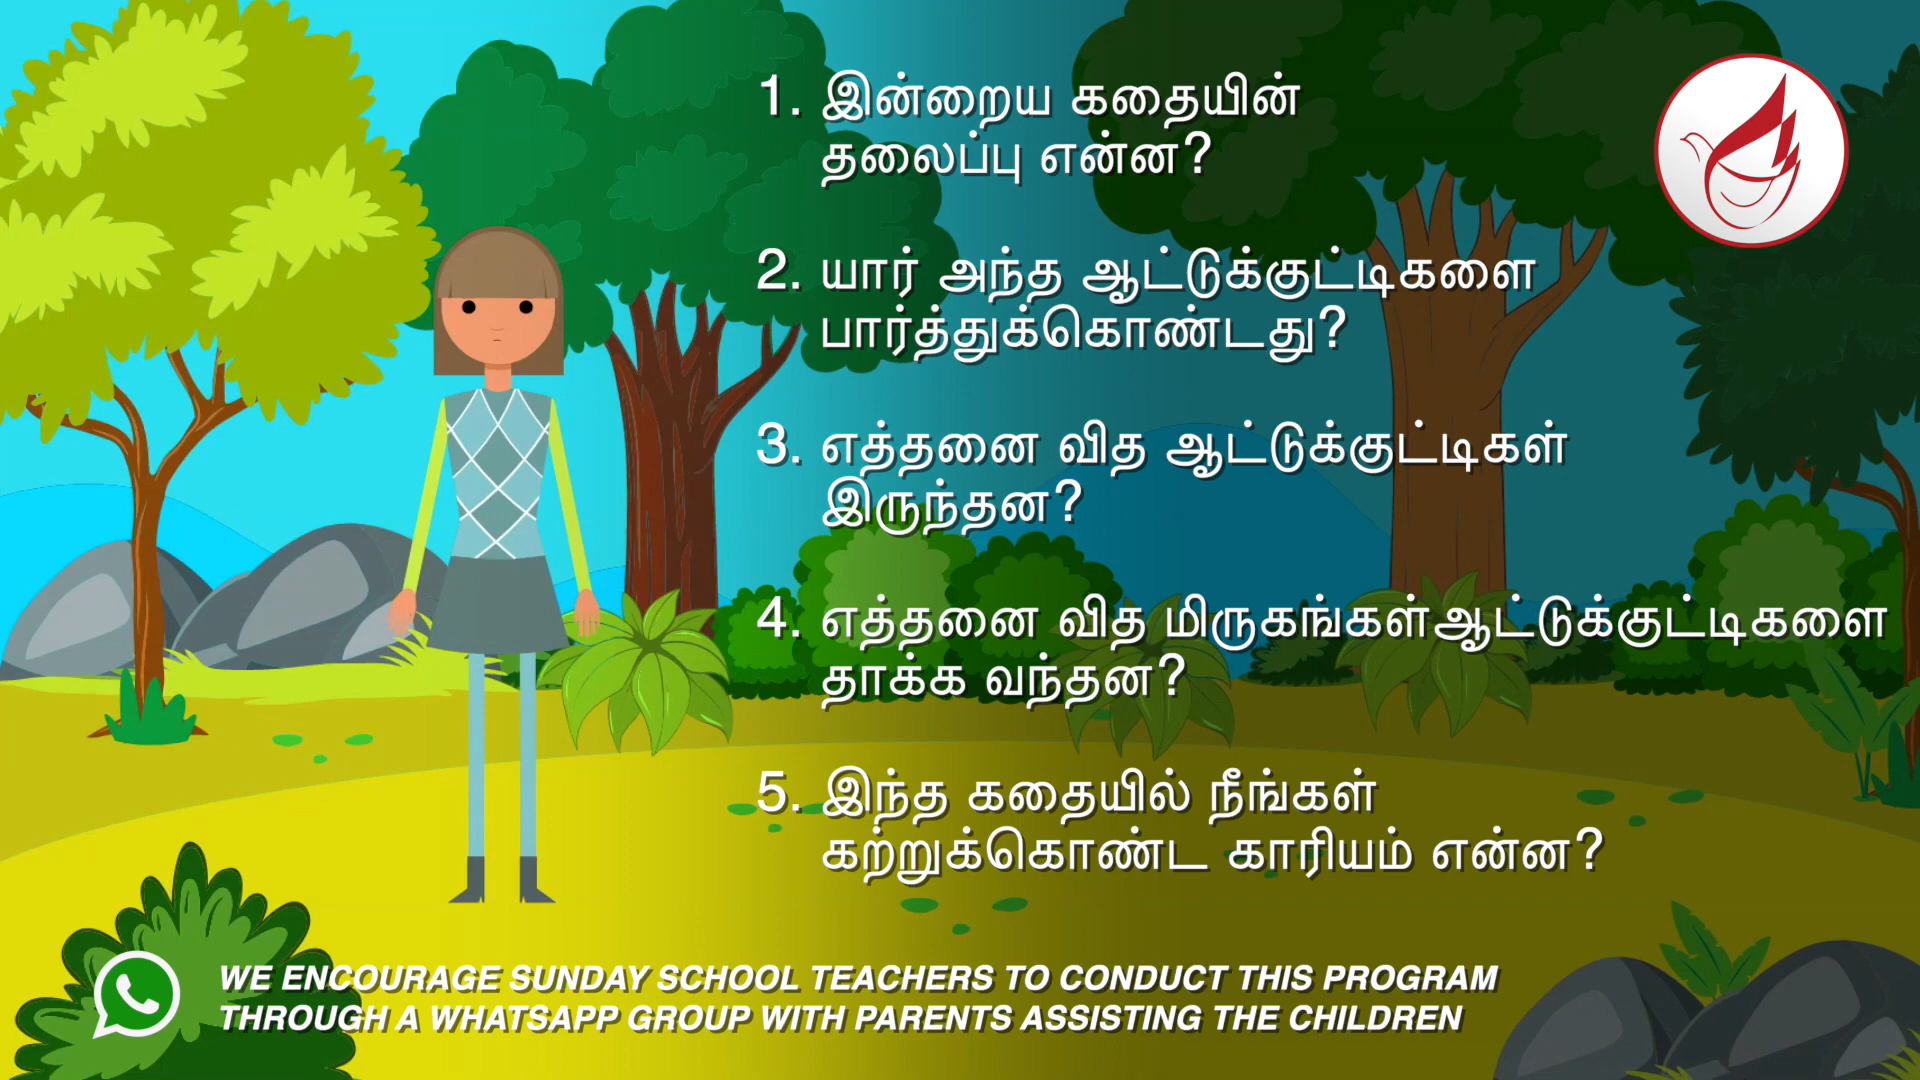 1. இன்றைய கதையின்
தலைப்பு என்ன?
2. யார் அந்த ஆட்டுக்குட்டிகளை
பார்த்துக்கொண்டது?
3. எத்தனை வித ஆட்டுக்குட்டிகள்
இருந்தன?
4. எத்தனை வித மிருகங்கள்ஆட்டுக்குட்டிகளை
தாக்க வந்தன?
5. இந்த கதையில் நீங்கள்
கற்றுக்கொண்ட காரியம் என்ன?
WE ENCOURAGE SUNDAY SCHOOL TEACHERS TO CONDUCT THIS PROGRAM
THROUGH A WHATSAPP GROUP WITH PARENTS ASSISTING THE CHILDREN